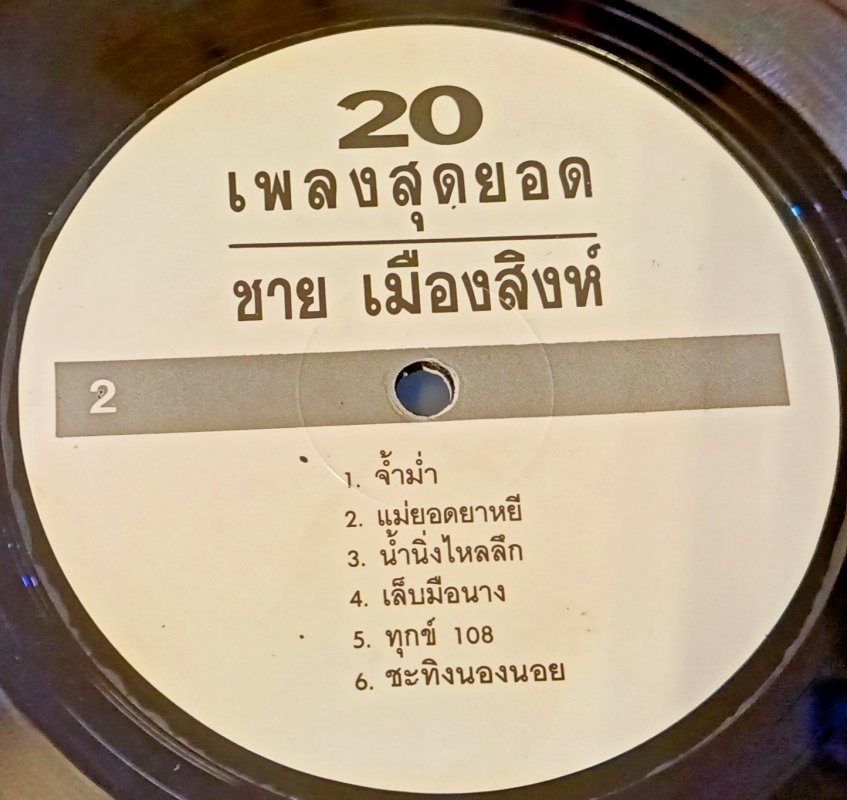 20
เพลงสุดยอด
ชาย เมืองสิงห์
2
1. จ้ำม่ำ
2. แม่ยอดยาหยี
3. น้ำนิ่งไหลลึก
4. เล็บมือนาง
5. ทุกข์ 108
6. ชะทิงนองนอย